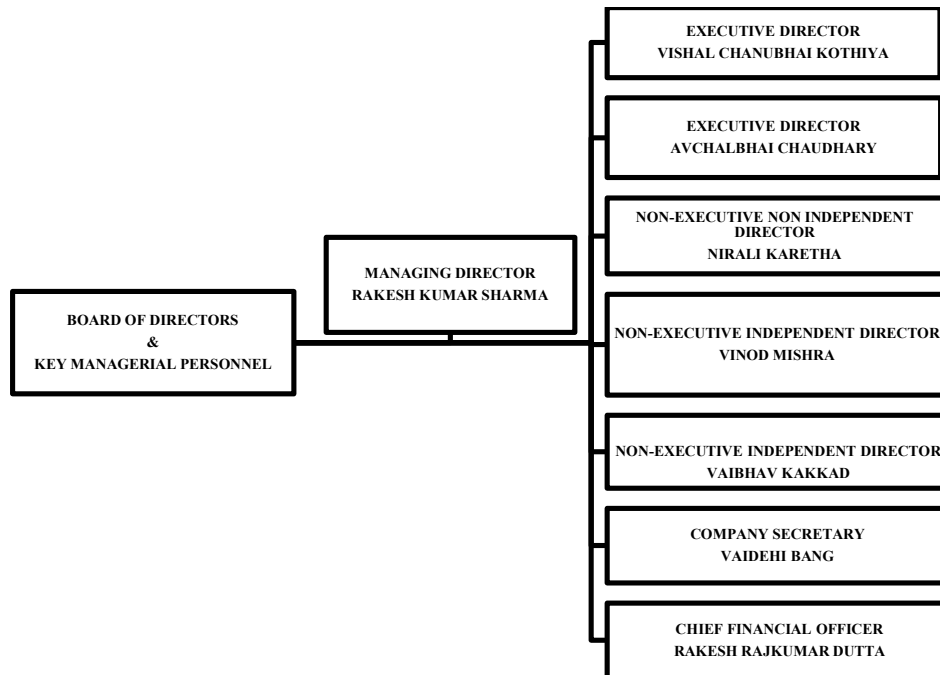 BOARD OF DIRECTORS
&
KEY MANAGERIAL PERSONNEL
MANAGING DIRECTOR
RAKESH KUMAR SHARMA
EXECUTIVE DIRECTOR
VISHAL CHANUBHAI KOTHIYA
EXECUTIVE DIRECTOR
AVCHALBHAI CHAUDHARY
NON-EXECUTIVE NON INDEPENDENT
DIRECTOR
NIRALI KARETHA
NON-EXECUTIVE INDEPENDENT DIRECTOR
VINOD MISHRA
NON-EXECUTIVE INDEPENDENT DIRECTOR
VAIBHAV KAKKAD
COMPANY SECRETARY
VAIDEHI BANG
CHIEF FINANCIAL OFFICER
RAKESH RAJKUMAR DUTTA